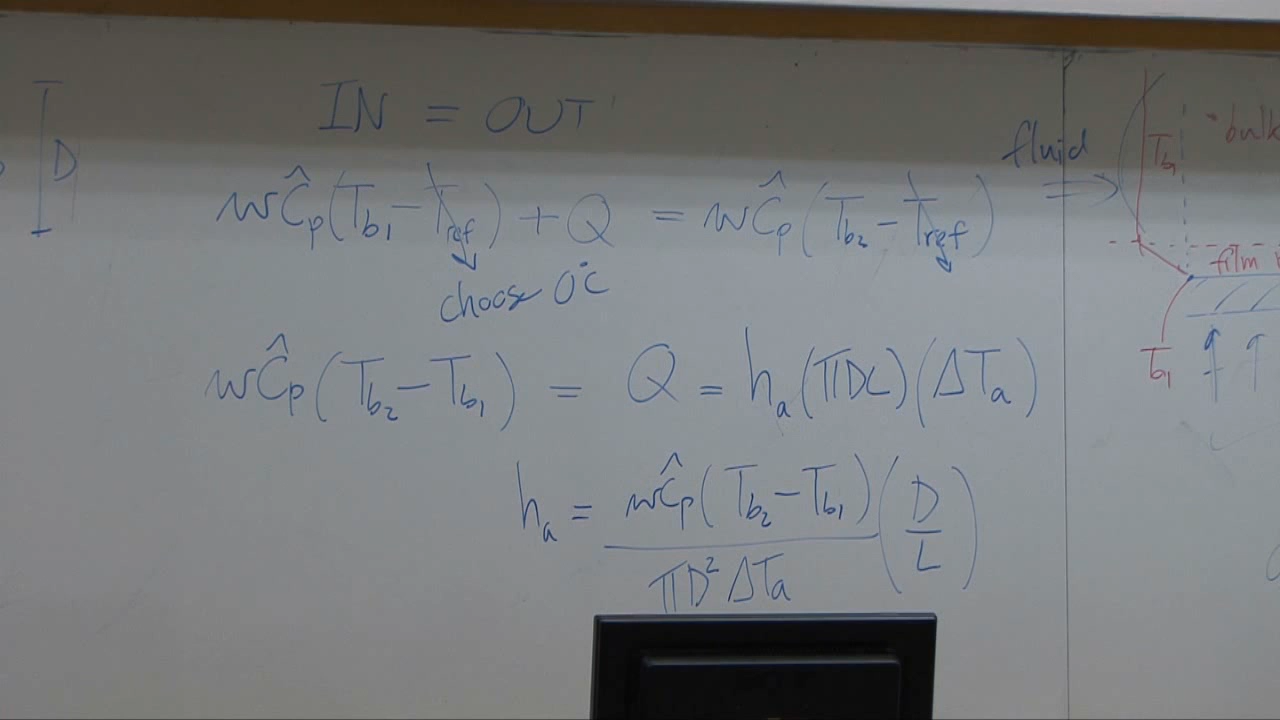 IN = OUT
D
wĈp(Tb1 - Tref) + Q = wĈp(Tb2 - Tref)
choose 0°C
wĈp(Tb2 - Tb1) = Q = ha(πDL)(ΔTa)
ha = wĈp(Tb2 - Tb1) / πD²ΔTa (D/L)
fluid ⇒
Tb1
bulk
film
Tb1